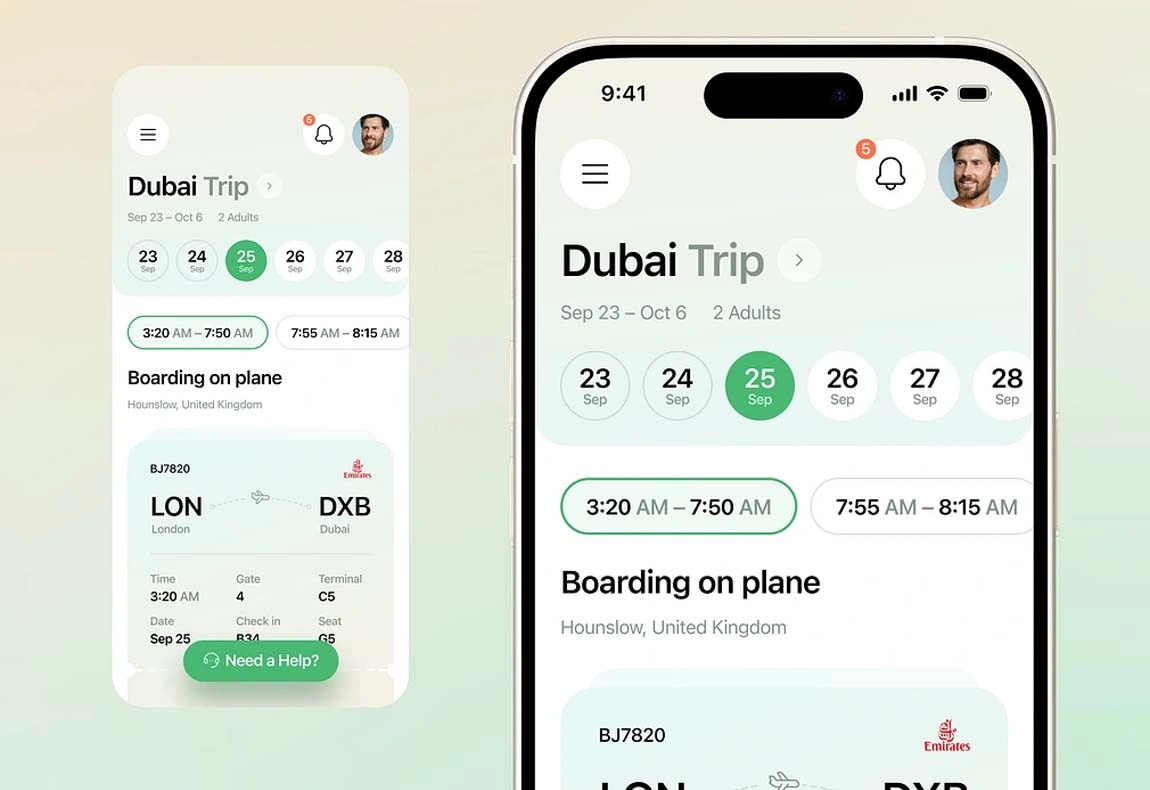 5
Dubai Trip
Sep 23 – Oct 6 2 Adults
23 24 25 26 27 28
Sep Sep Sep Sep Sep Sep
3:20 AM – 7:50 AM 7:55 AM – 8:15 AM
Boarding on plane
Hounslow, United Kingdom
BJ7820 Emirates
LON DXB
London Dubai
Time Gate Terminal
3:20 AM 4 C5
Date Check in Seat
Sep 25 B34 G5
Need a Help?
9:41
5
Dubai Trip
Sep 23 – Oct 6 2 Adults
23 24 25 26 27 28
Sep Sep Sep Sep Sep Sep
3:20 AM – 7:50 AM 7:55 AM – 8:15 AM
Boarding on plane
Hounslow, United Kingdom
BJ7820 Emirates
LON DXB